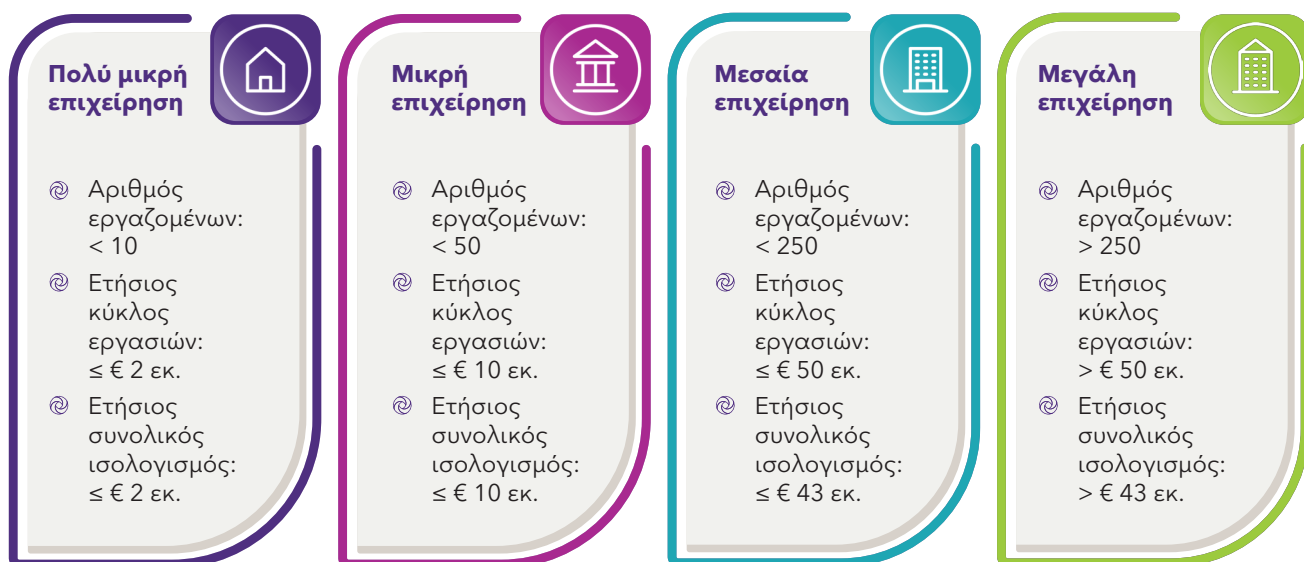 Πολύ μικρή
επιχείρηση
Αριθμός
εργαζομένων:
< 10
Ετήσιος
κύκλος
εργασιών:
≤ € 2 εκ.
Ετήσιος
συνολικός
ισολογισμός:
≤ € 2 εκ.
Μικρή
επιχείρηση
Αριθμός
εργαζομένων:
< 50
Ετήσιος
κύκλος
εργασιών:
≤ € 10 εκ.
Ετήσιος
συνολικός
ισολογισμός:
≤ € 10 εκ.
Μεσαία
επιχείρηση
Αριθμός
εργαζομένων:
< 250
Ετήσιος
κύκλος
εργασιών:
≤ € 50 εκ.
Ετήσιος
συνολικός
ισολογισμός:
≤ € 43 εκ.
Μεγάλη
επιχείρηση
Αριθμός
εργαζομένων:
> 250
Ετήσιος
κύκλος
εργασιών:
> € 50 εκ.
Ετήσιος
συνολικός
ισολογισμός:
> € 43 εκ.